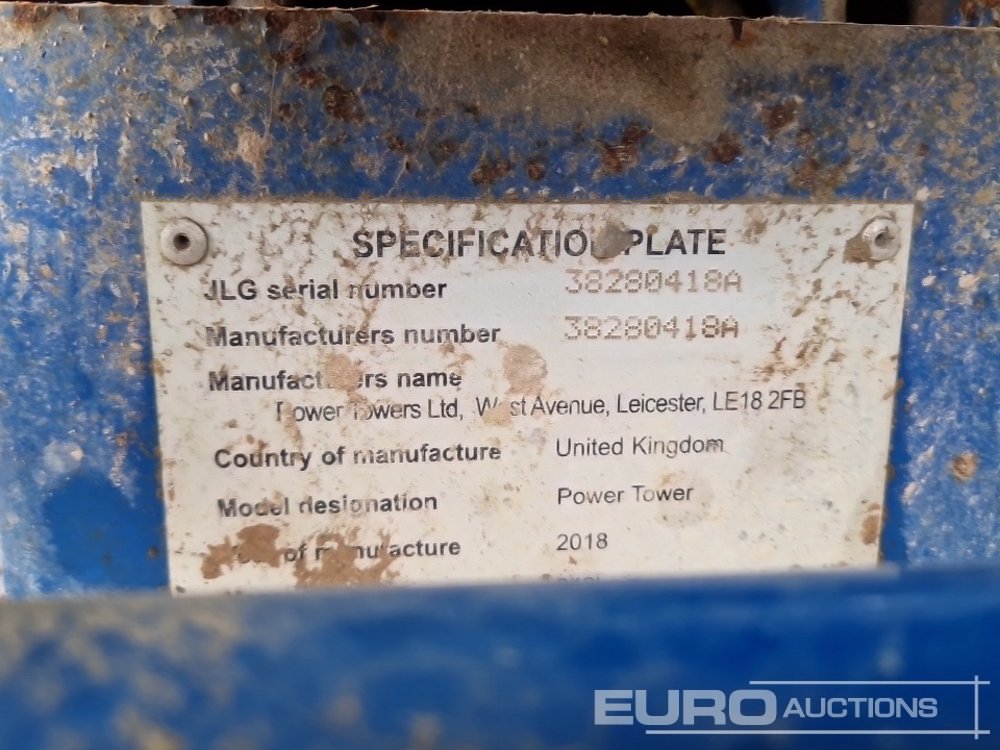 SPECIFICATION PLATE
JLG serial number 38280418A
Manufacturers number 38280418A
Manufacturers name
Power Towers Ltd, West Avenue, Leicester, LE18 2FB
Country of manufacture United Kingdom
Model designation Power Tower
of manufacture 2018
EURO AUCTIONS